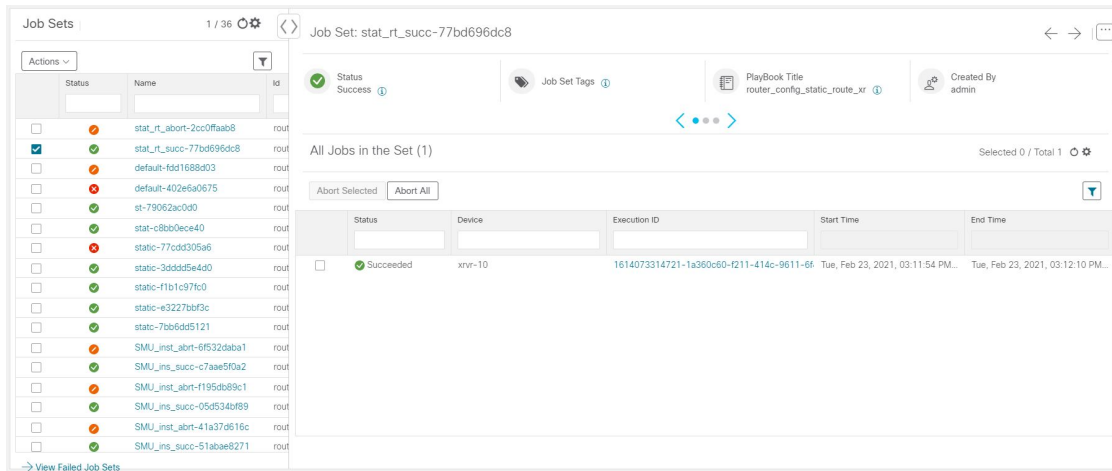 Job Sets
1 / 36
Actions
Status Name Id
stat_rt_abort-2cc0ffaab8 rout
stat_rt_succ-77bd696dc8 rout
default-fdd1688d03 rout
default-402e6a0675 rout
st-79062ac0d0 rout
stat-c8bb0ece40 rout
static-77cdd305a6 rout
static-3dddd5e4d0 rout
static-f1b1c97fc0 rout
static-e3227bbf3c rout
statc-7bb6dd5121 rout
SMU_inst_abrt-6f532daba1 rout
SMU_ins_succ-c7aae5f0a2 rout
SMU_inst_abrt-f195db89c1 rout
SMU_ins_succ-05d534bf89 rout
SMU_inst_abrt-41a37d616c rout
SMU_ins_succ-51abae8271 rout
View Failed Job Sets
Job Set: stat_rt_succ-77bd696dc8
Status
Success
Job Set Tags
PlayBook Title
router_config_static_route_xr
Created By
admin
All Jobs in the Set (1)
Selected 0 / Total 1
Abort Selected Abort All
Status Device Execution ID Start Time End Time
Succeeded xrvr-10 1614073314721-1a360c60-f211-414c-9611-6f Tue, Feb 23, 2021, 03:11:54 PM... Tue, Feb 23, 2021, 03:12:10 PM...